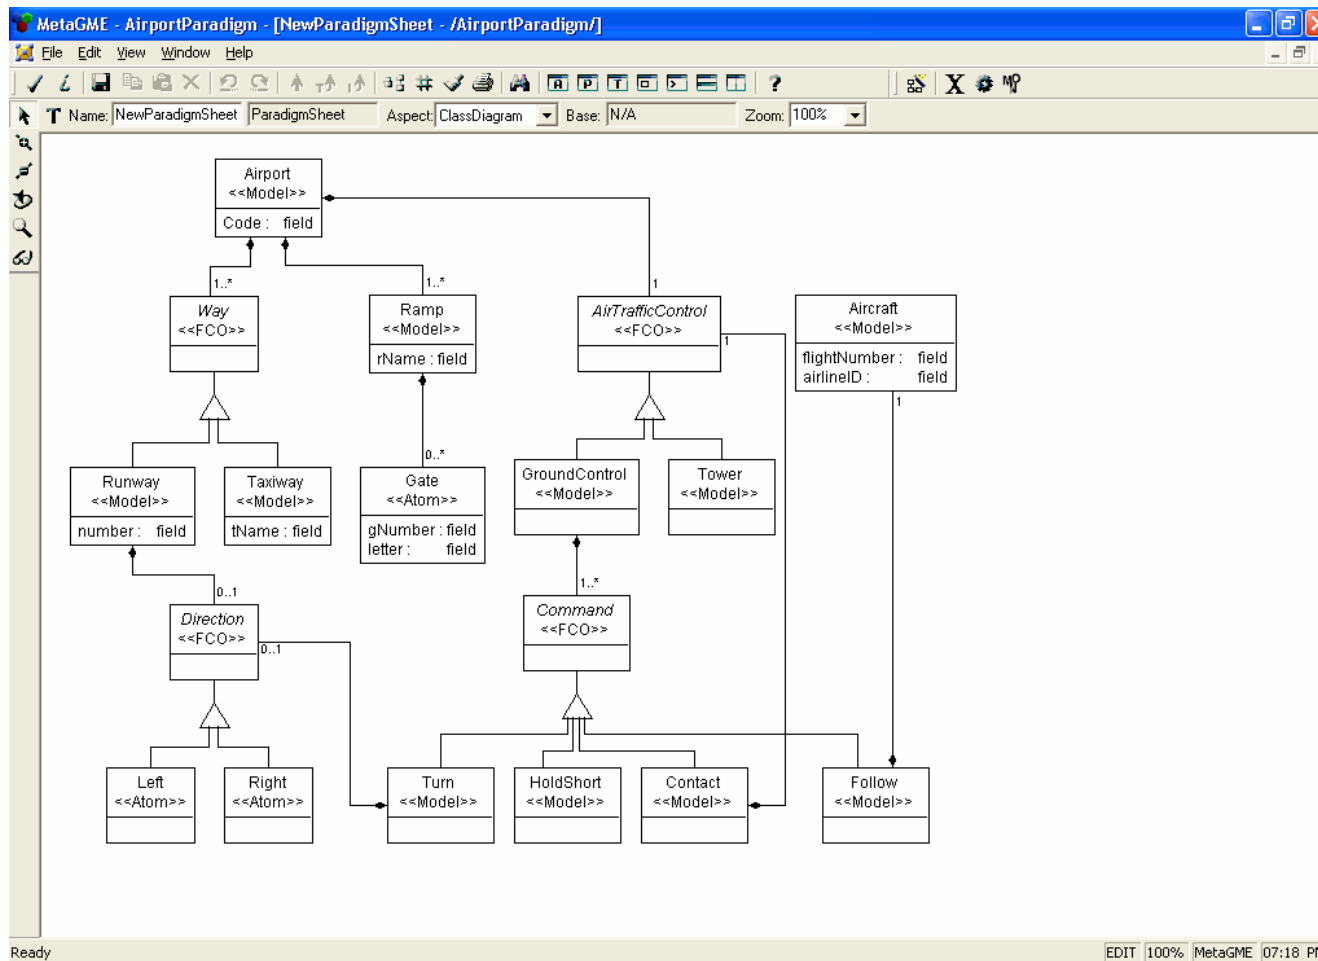 MetaGME - AirportParadigm - [NewParadigmSheet - /AirportParadigm/]
File Edit View Window Help
Name: NewParadigmSheet ParadigmSheet Aspect: ClassDiagram Base: N/A Zoom: 100%
Airport
<<Model>>
Code : field
1..*
1..*
1
Way
<<FCO>>
Ramp
<<Model>>
rName : field
AirTrafficControl
<<FCO>>
1
Aircraft
<<Model>>
flightNumber : field
airlineID : field
1
0..*
Runway
<<Model>>
number : field
Taxiway
<<Model>>
tName : field
Gate
<<Atom>>
gNumber : field
letter : field
GroundControl
<<Model>>
Tower
<<Model>>
0..1
1..*
Direction
<<FCO>>
0..1
Command
<<FCO>>
Left
<<Atom>>
Right
<<Atom>>
Turn
<<Model>>
HoldShort
<<Model>>
Contact
<<Model>>
Follow
<<Model>>
Ready
EDIT 100% MetaGME 07:18